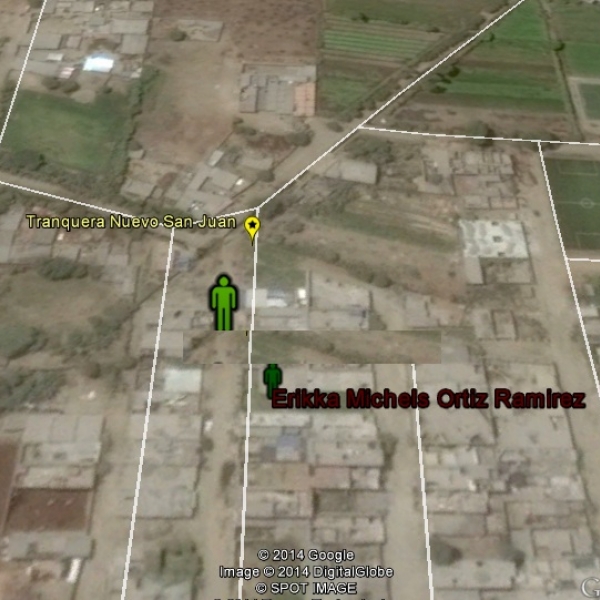 Tranquera Nuevo San Juan
Erikka Michels Ortiz Ramirez
© 2014 Google
Image © 2014 DigitalGlobe
© SPOT IMAGE